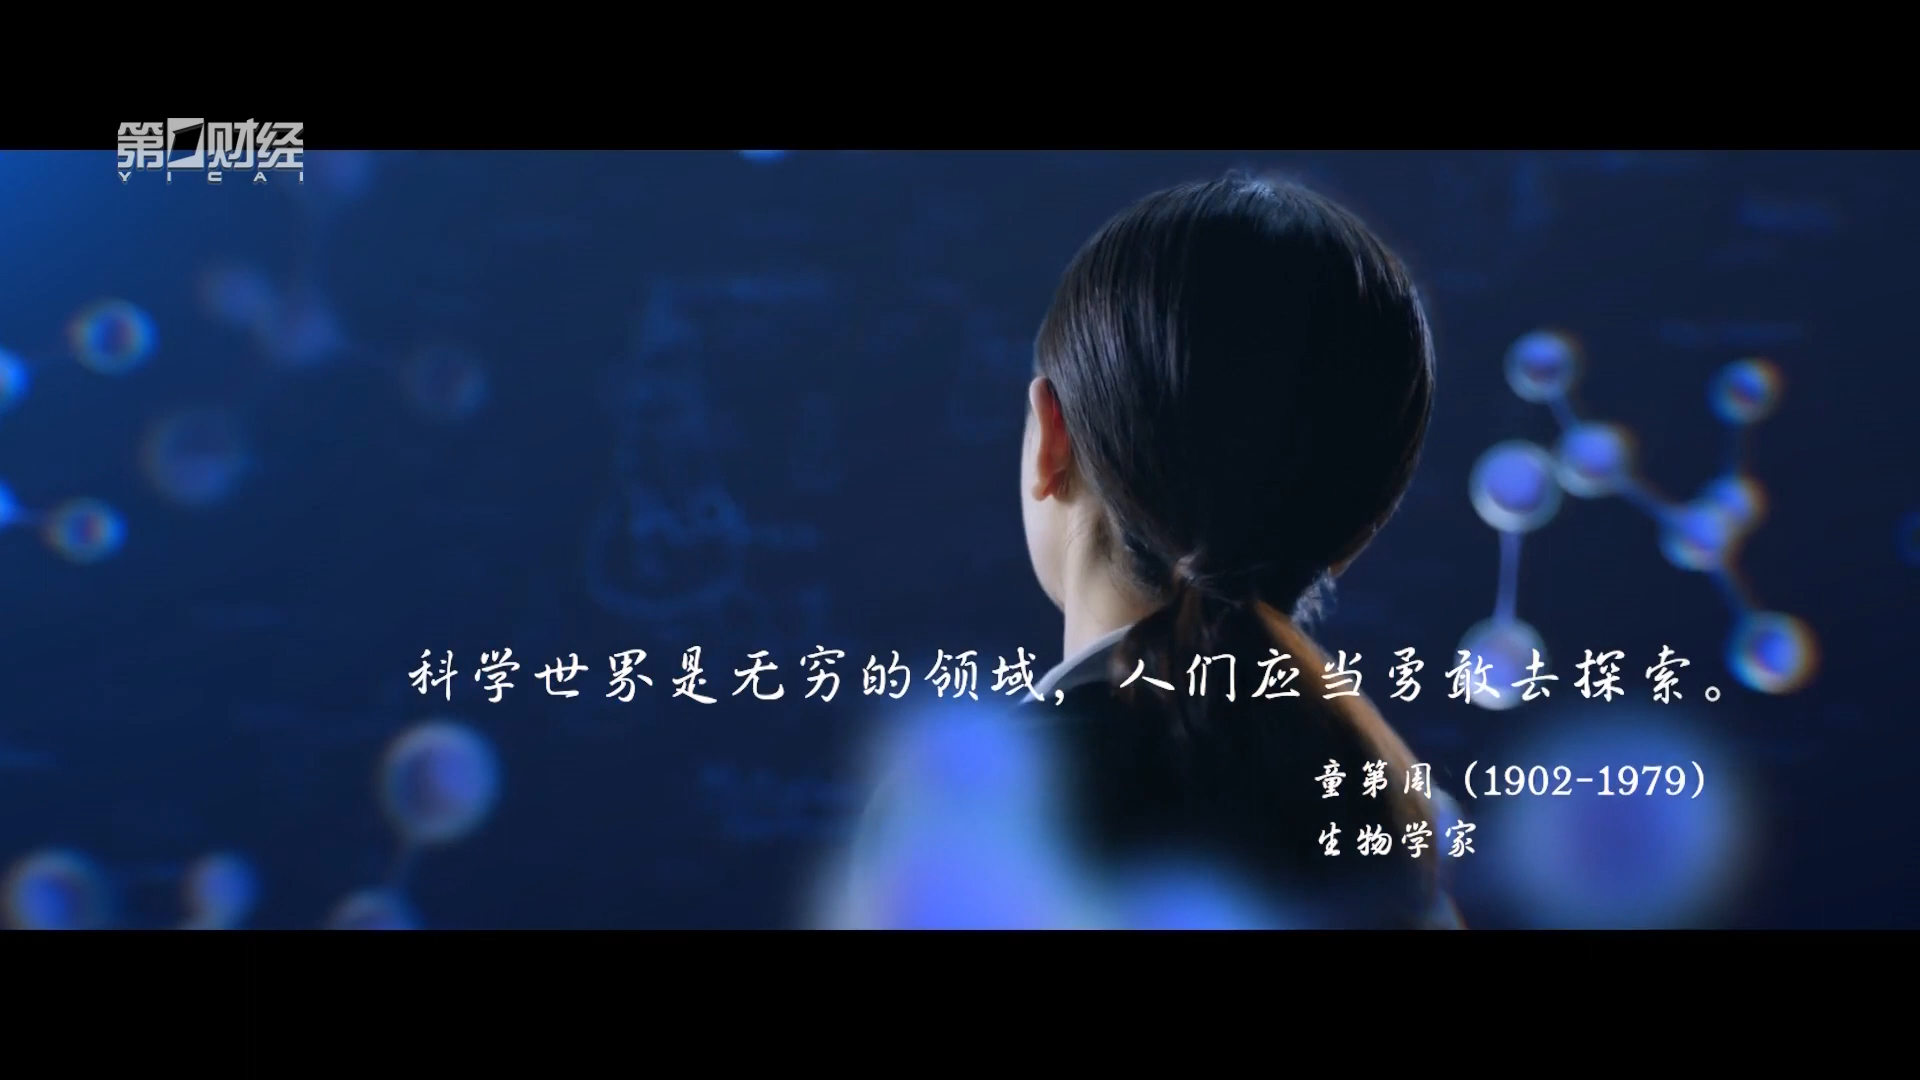 第一财经
YICAI
科学世界是无穷的领域，人们应当勇敢去探索。
童第周（1902-1979）
生物学家